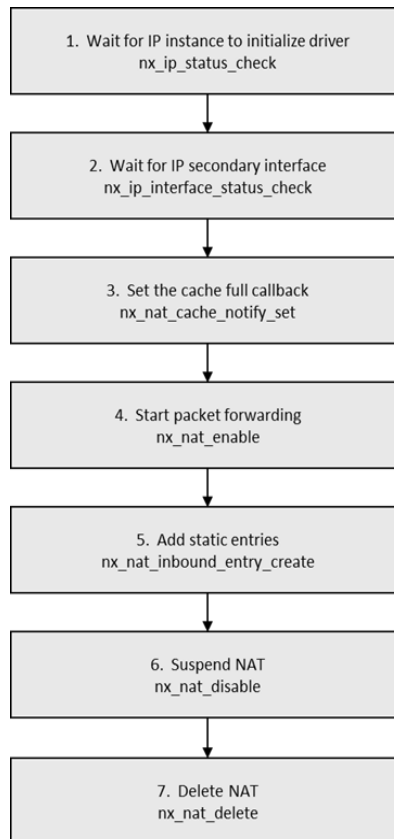 1. Wait for IP instance to initialize driver
nx_ip_status_check
2. Wait for IP secondary interface
nx_ip_interface_status_check
3. Set the cache full callback
nx_nat_cache_notify_set
4. Start packet forwarding
nx_nat_enable
5. Add static entries
nx_nat_inbound_entry_create
6. Suspend NAT
nx_nat_disable
7. Delete NAT
nx_nat_delete